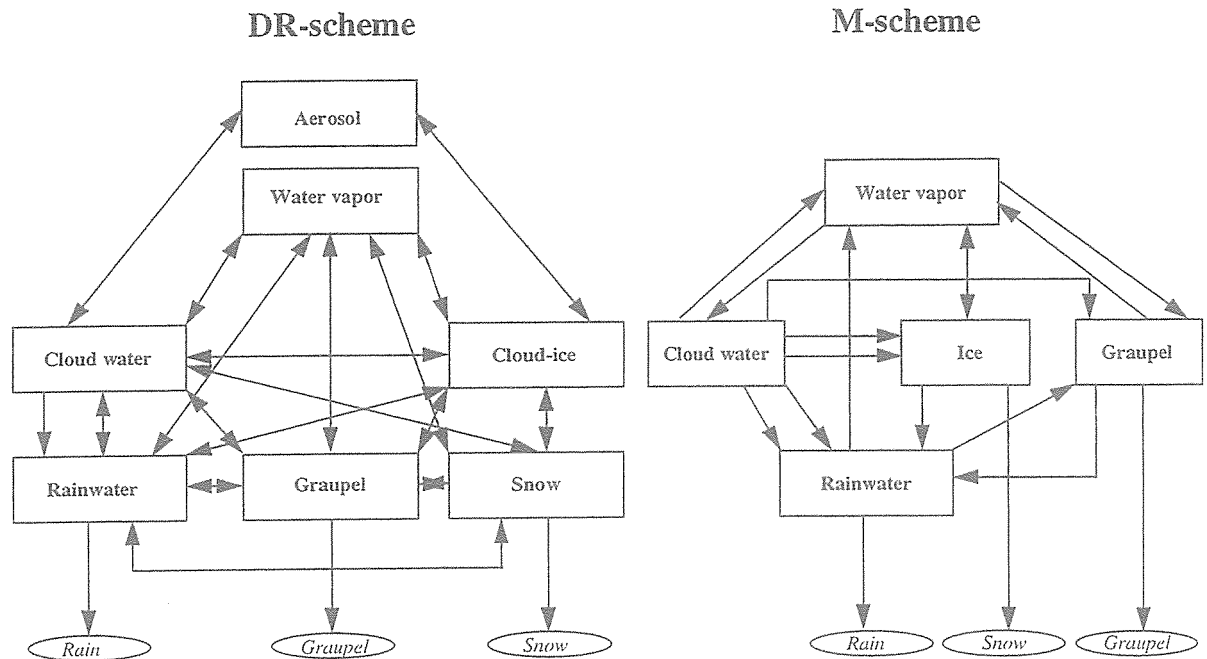 DR-scheme
Aerosol
Water vapor
Cloud water
Cloud-ice
Rainwater
Graupel
Snow
Rain
Graupel
Snow
M-scheme
Water vapor
Cloud water
Ice
Graupel
Rainwater
Rain
Snow
Graupel